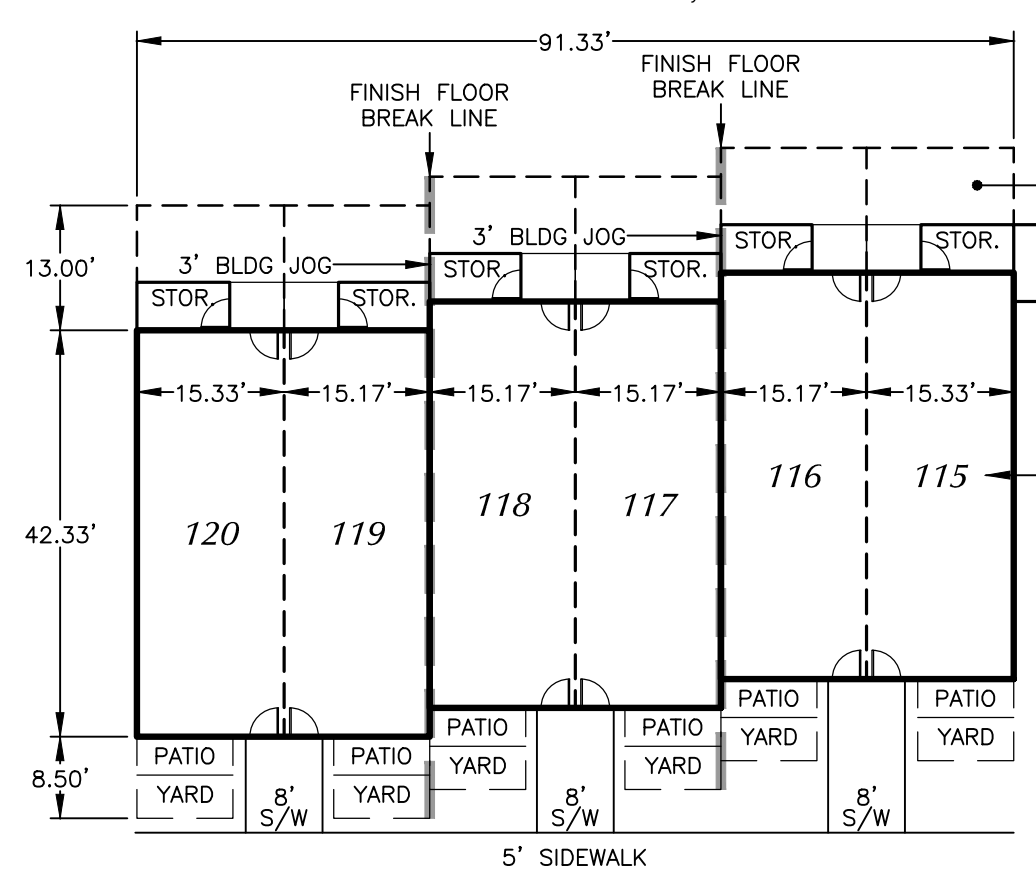 91.33'
FINISH FLOOR
BREAK LINE
FINISH FLOOR
BREAK LINE
13.00'
3' BLDG JOG
3' BLDG JOG
STOR.
STOR.
STOR.
STOR.
STOR.
STOR.
15.33'
15.17'
15.17'
15.17'
15.17'
15.33'
42.33'
120
119
118
117
116
115
8.50'
PATIO
YARD
PATIO
YARD
PATIO
YARD
PATIO
YARD
PATIO
YARD
PATIO
YARD
8'
S/W
8'
S/W
8'
S/W
5' SIDEWALK